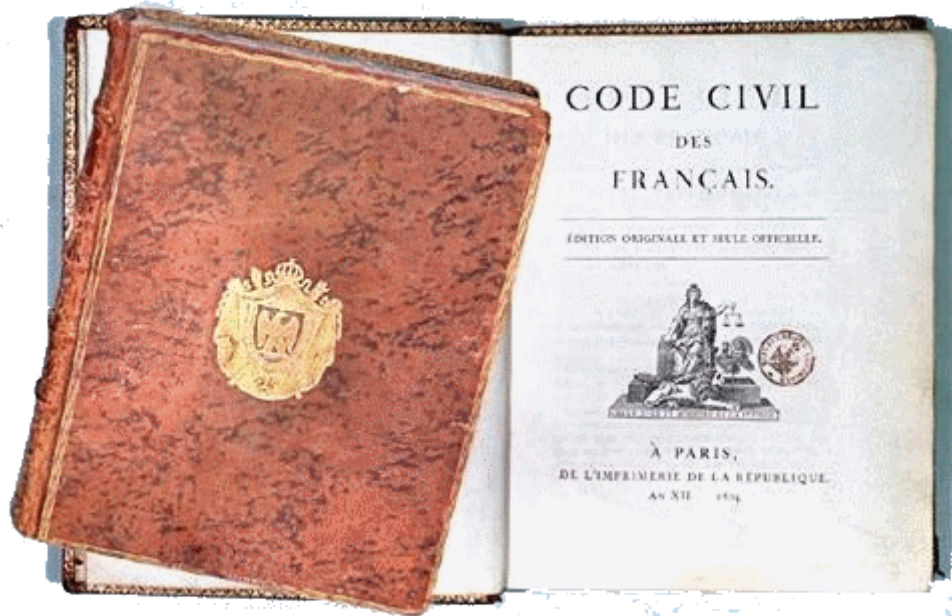 CODE CIVIL
DES
FRANÇAIS.
ÉDITION ORIGINALE ET SEULE OFFICIELLE.
À PARIS,
DE L'IMPRIMERIE DE LA RÉPUBLIQUE.
AN XII 1804.